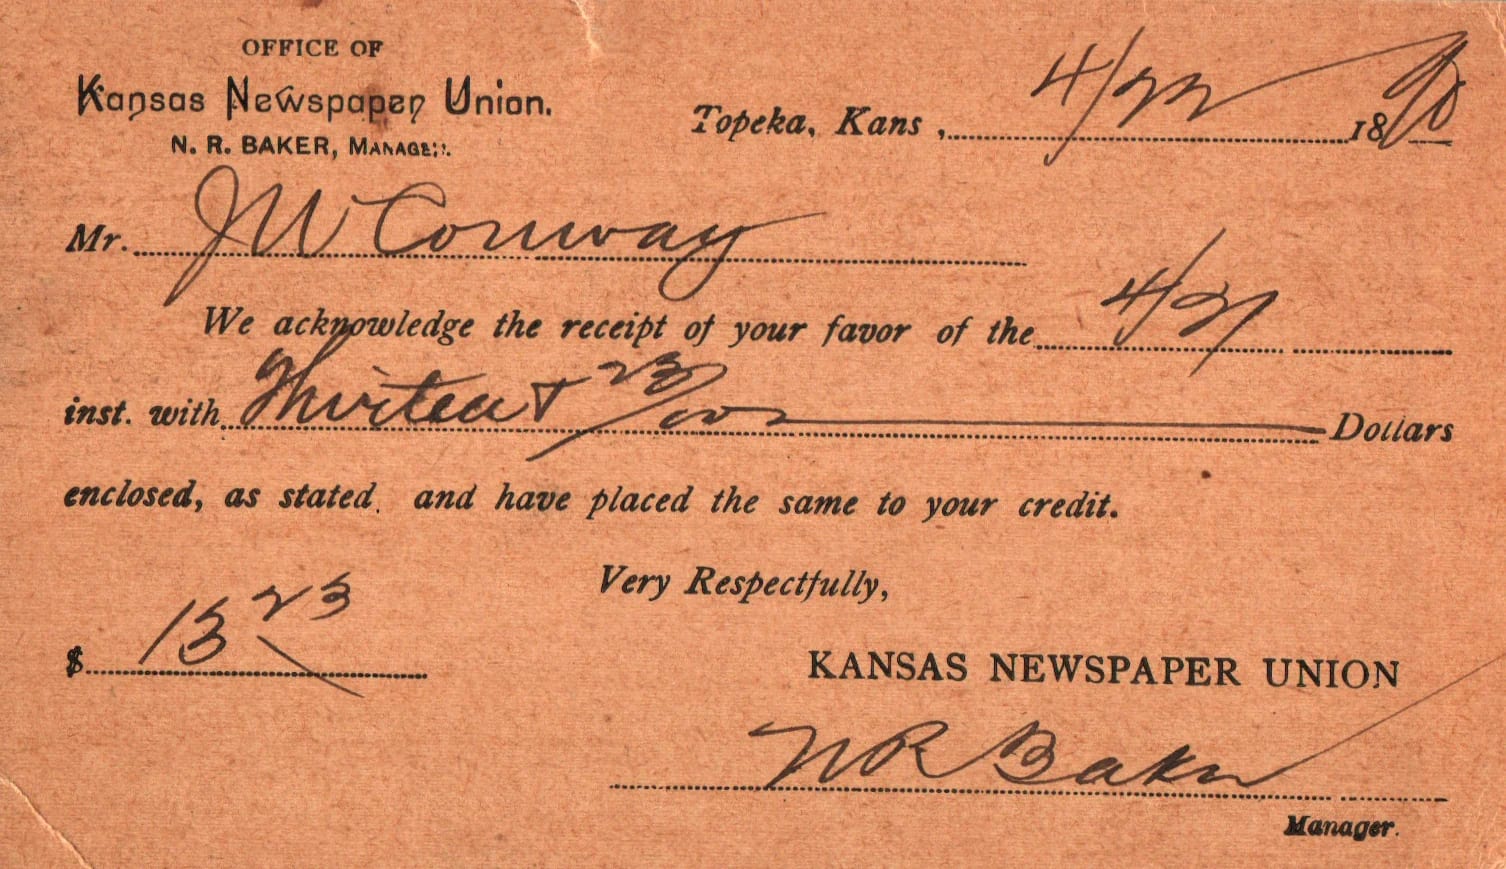 OFFICE OF
Kansas Newspaper Union.
N. R. BAKER, MANAGER.
Topeka, Kans , 4/22 1890
Mr. J W Conway
We acknowledge the receipt of your favor of the 4/21
inst. with Thirteen + 23/100 Dollars
enclosed, as stated, and have placed the same to your credit.
Very Respectfully,
$ 13 23
KANSAS NEWSPAPER UNION
N R Baker
Manager.